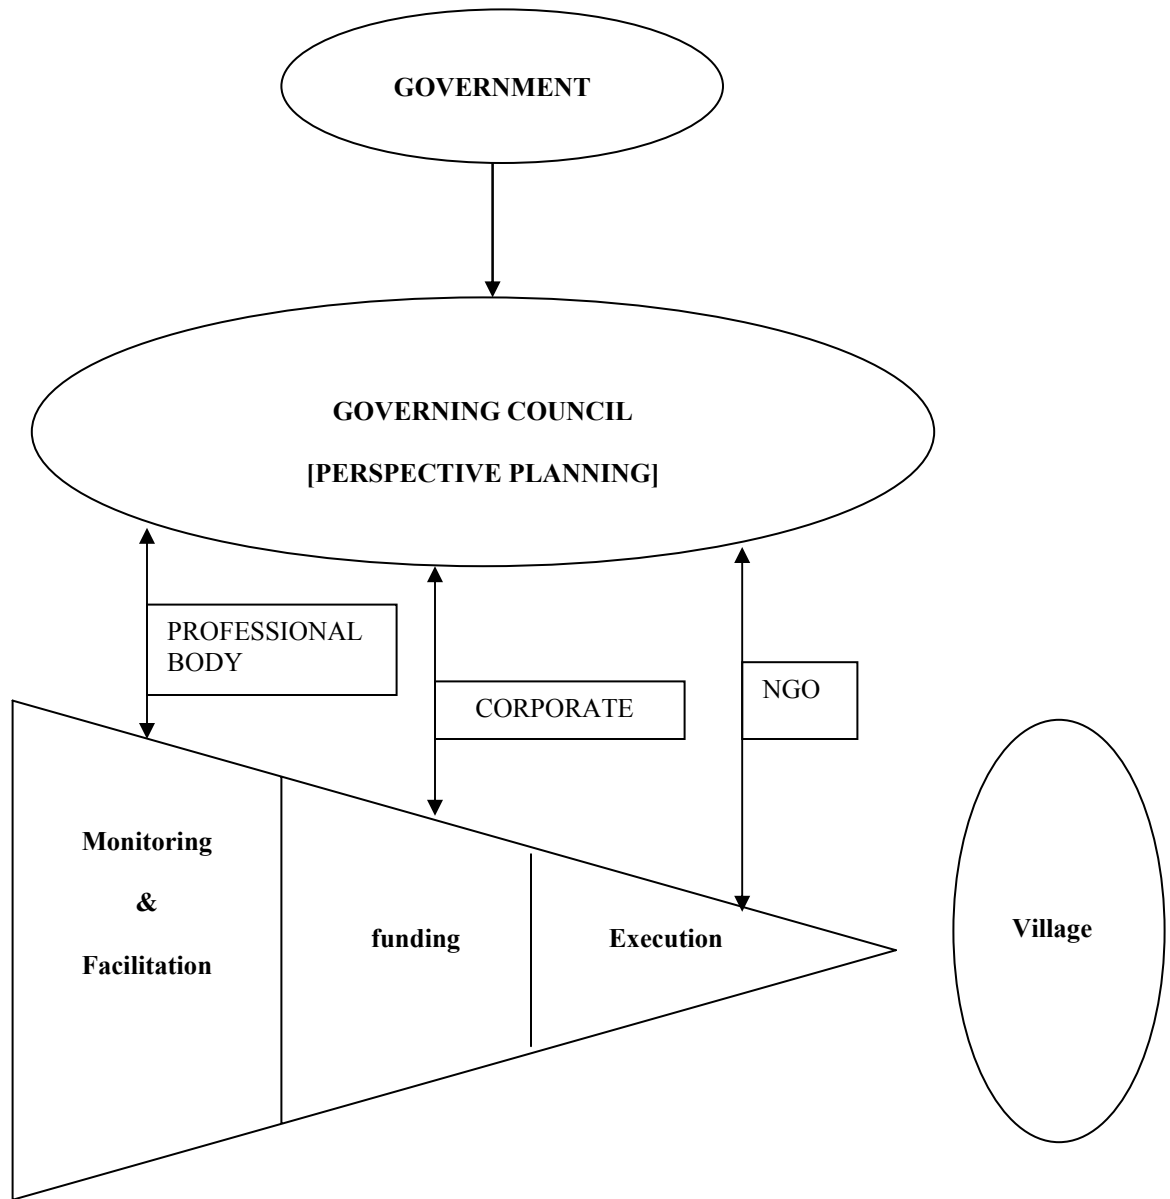 GOVERNMENT
GOVERNING COUNCIL
[PERSPECTIVE PLANNING]
PROFESSIONAL
BODY
CORPORATE
NGO
Monitoring
&
Facilitation
funding
Execution
Village